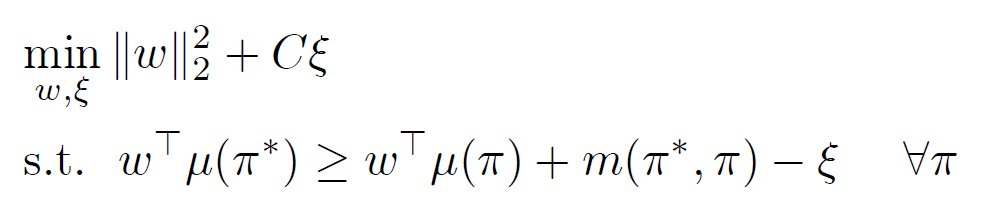 min_{w,ξ} ‖w‖₂² + Cξ
s.t. w^⊤μ(π*) ≥ w^⊤μ(π) + m(π*, π) − ξ ∀π